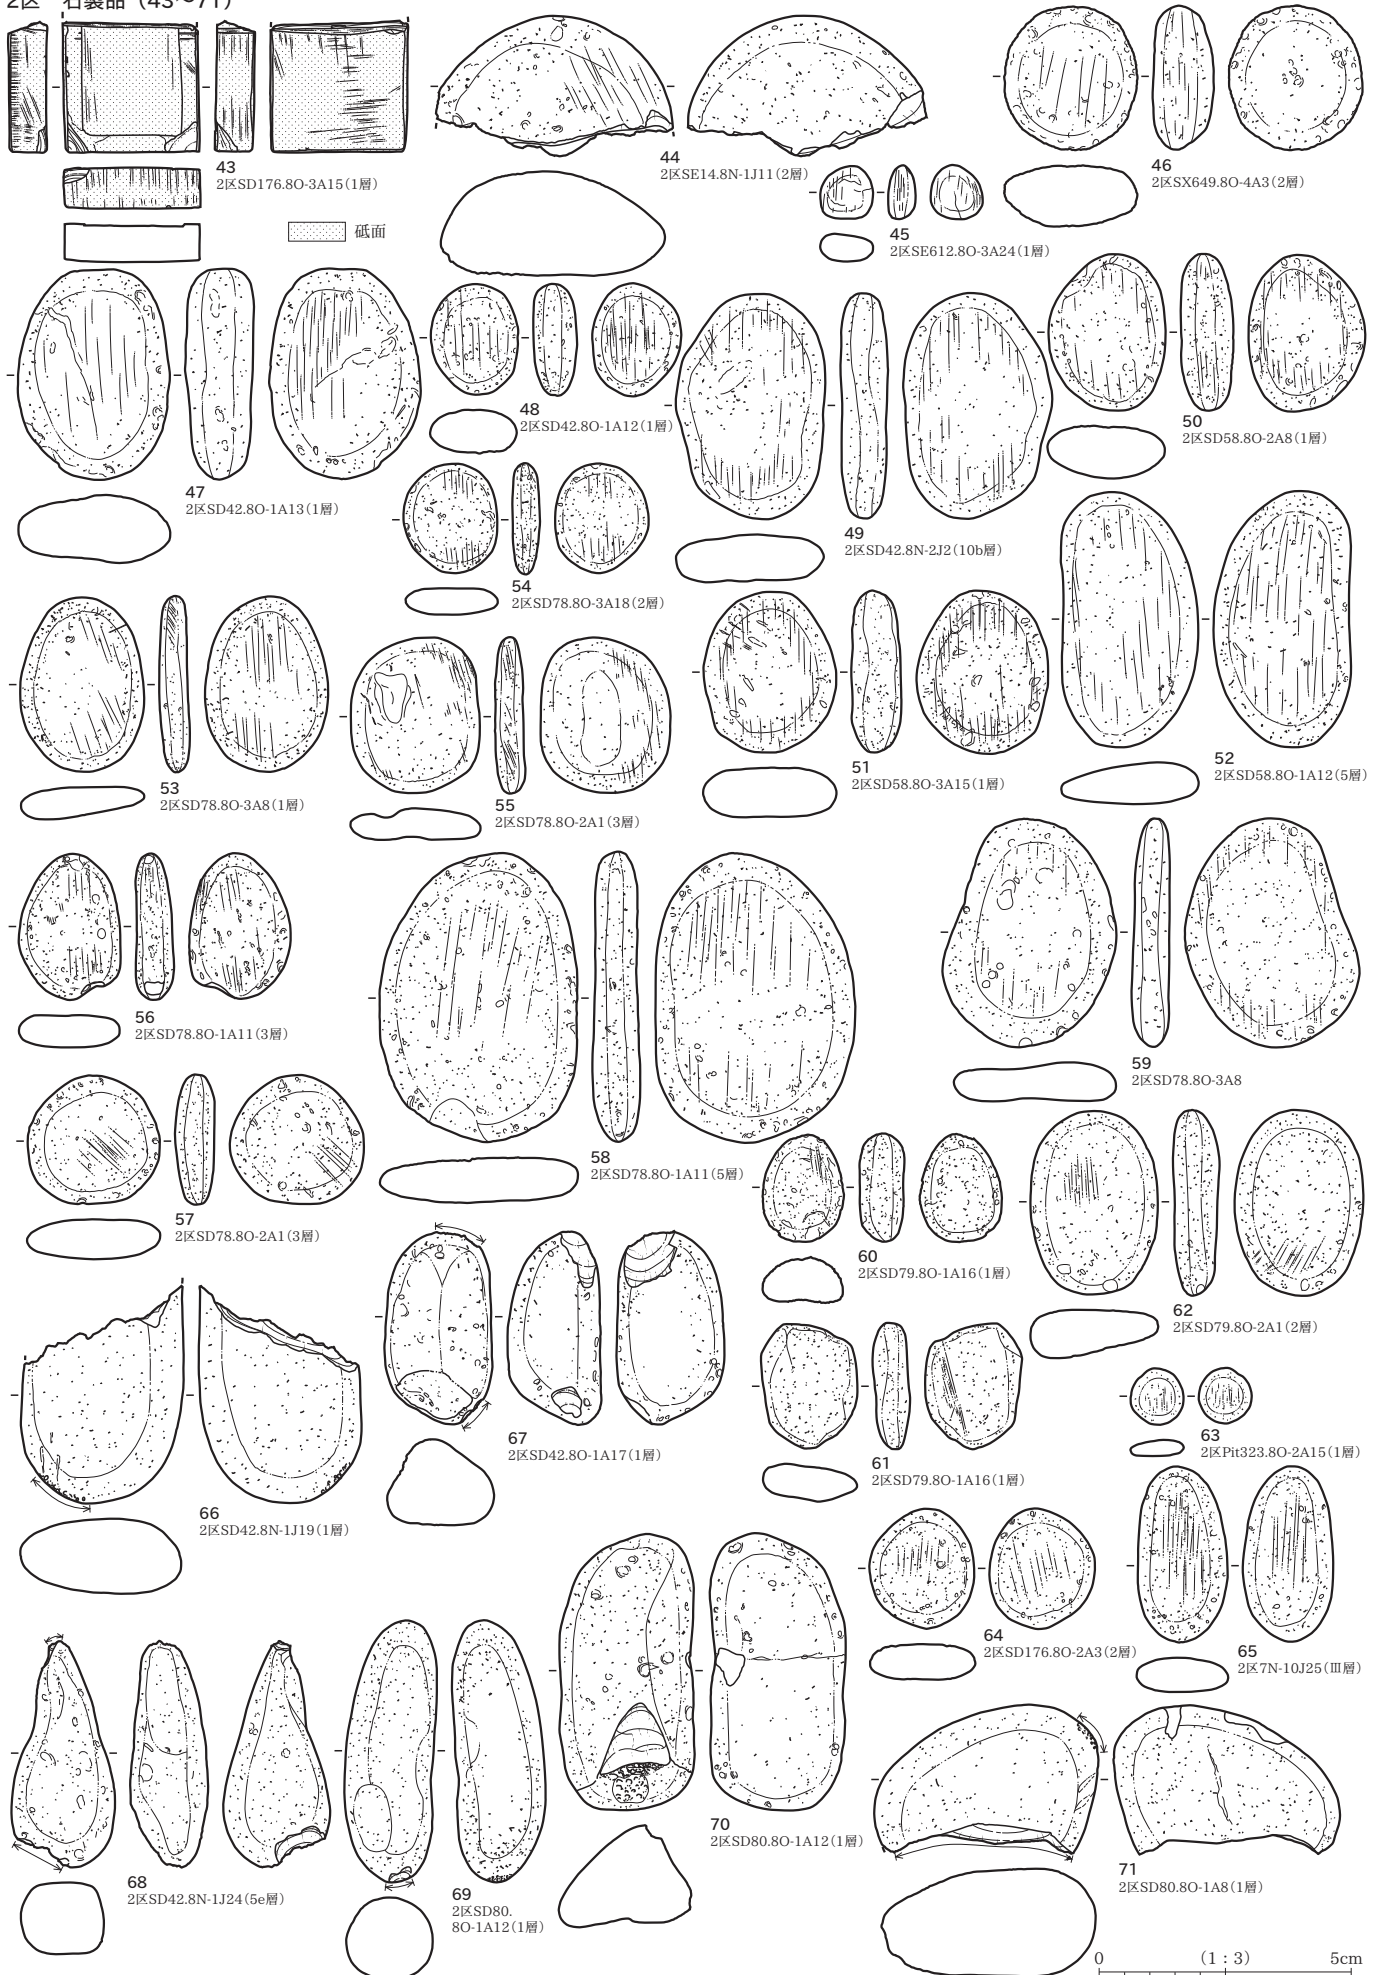 2区 石製品（43～71）
43
2区SD176.8O-3A15（1層）
砥面
44
2区SE14.8N-1J11（2層）
45
2区SE612.8O-3A24（1層）
46
2区SX649.8O-4A3（2層）
47
2区SD42.8O-1A13（1層）
48
2区SD42.8O-1A12（1層）
49
2区SD42.8N-2J2（10b層）
50
2区SD58.8O-2A8（1層）
51
2区SD58.8O-3A15（1層）
52
2区SD58.8O-1A12（5層）
53
2区SD78.8O-3A8（1層）
54
2区SD78.8O-3A18（2層）
55
2区SD78.8O-2A1（3層）
56
2区SD78.8O-1A11（3層）
57
2区SD78.8O-2A1（3層）
58
2区SD78.8O-1A11（5層）
59
2区SD78.8O-3A8
60
2区SD79.8O-1A16（1層）
61
2区SD79.8O-1A16（1層）
62
2区SD79.8O-2A1（2層）
63
2区Pit323.8O-2A15（1層）
64
2区SD176.8O-2A3（2層）
65
2区7N-10J25（Ⅲ層）
66
2区SD42.8N-1J19（1層）
67
2区SD42.8O-1A17（1層）
68
2区SD42.8N-1J24（5e層）
69
2区SD80.
8O-1A12（1層）
70
2区SD80.8O-1A12（1層）
71
2区SD80.8O-1A8（1層）
0 （1：3） 5cm